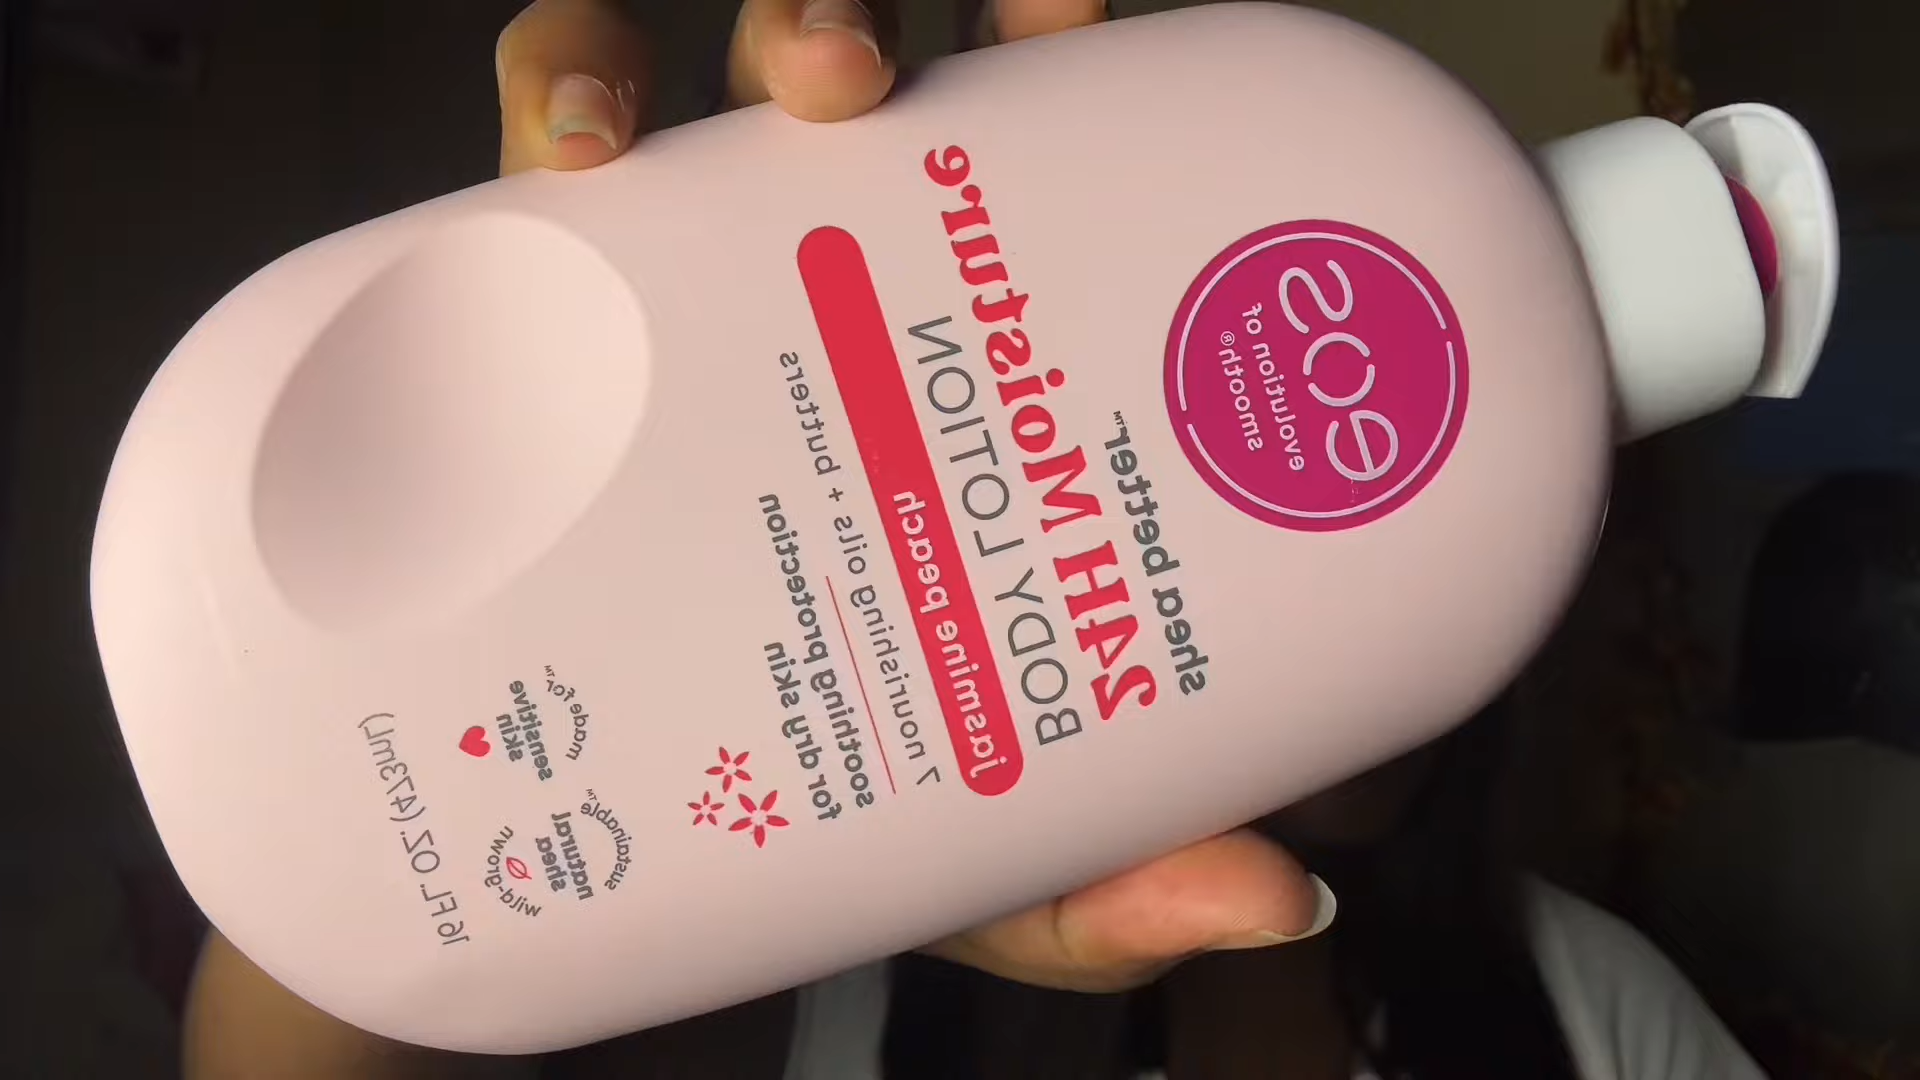 eos
evolution of
smooth®
shea better™
24H Moisture
BODY LOTION
jasmine peach
7 nourishing oils + butters
soothing protection
for dry skin
sustainable™
natural
shea
wild-grown
made for™
sensitive
skin
16 FL. OZ. (473mL)